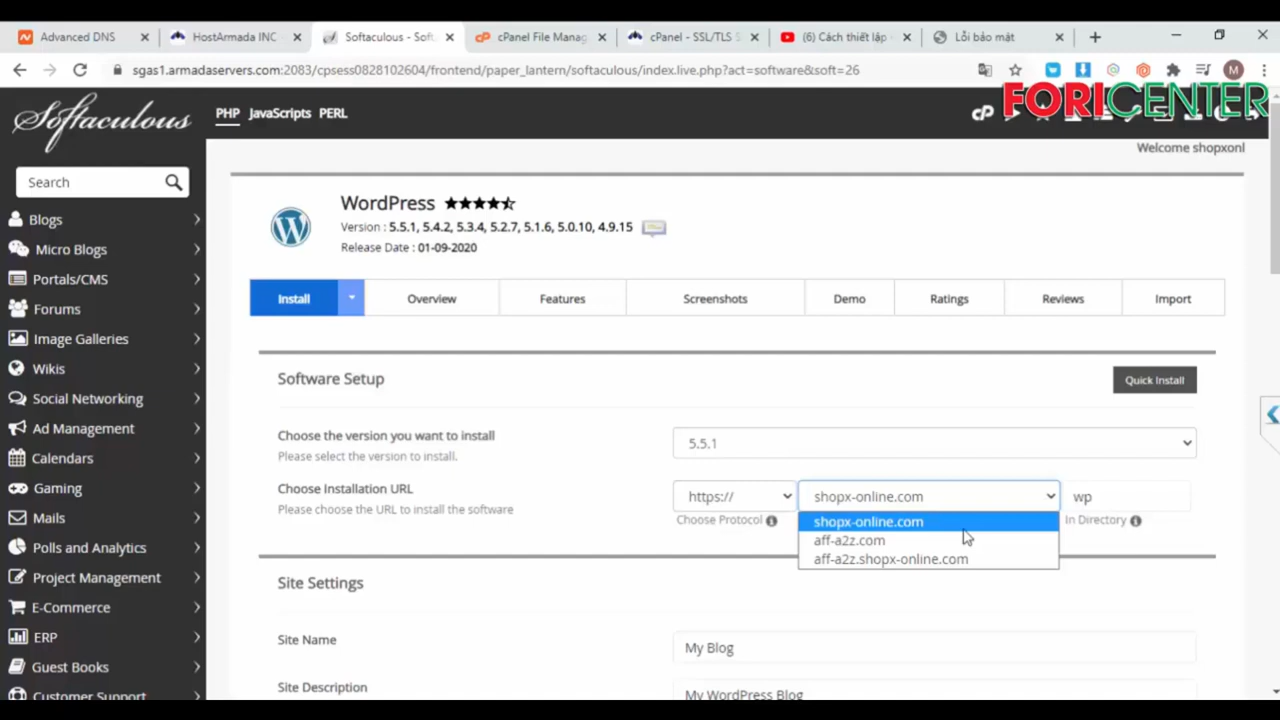 Advanced DNS
HostArmada INC
Softaculous - Soft
cPanel File Manag
cPanel - SSL/TLS S
(6) Cách thiết lập
Lỗi bảo mật
sgas1.armadaservers.com:2083/cpsess0828102604/frontend/paper_lantern/softaculous/index.live.php?act=software&soft=26
M
FORICENTER
Softaculous
PHP JavaScripts PERL
cP
Welcome shopxonl
Search
Blogs
Micro Blogs
Portals/CMS
Forums
Image Galleries
Wikis
Social Networking
Ad Management
Calendars
Gaming
Mails
Polls and Analytics
Project Management
E-Commerce
ERP
Guest Books
Customer Support
WordPress
Version : 5.5.1, 5.4.2, 5.3.4, 5.2.7, 5.1.6, 5.0.10, 4.9.15
Release Date : 01-09-2020
Install
Overview
Features
Screenshots
Demo
Ratings
Reviews
Import
Software Setup
Quick Install
Choose the version you want to install
Please select the version to install.
5.5.1
Choose Installation URL
Please choose the URL to install the software
https://
Choose Protocol
shopx-online.com
shopx-online.com
aff-a2z.com
aff-a2z.shopx-online.com
wp
In Directory
Site Settings
Site Name
My Blog
Site Description
My WordPress Blog